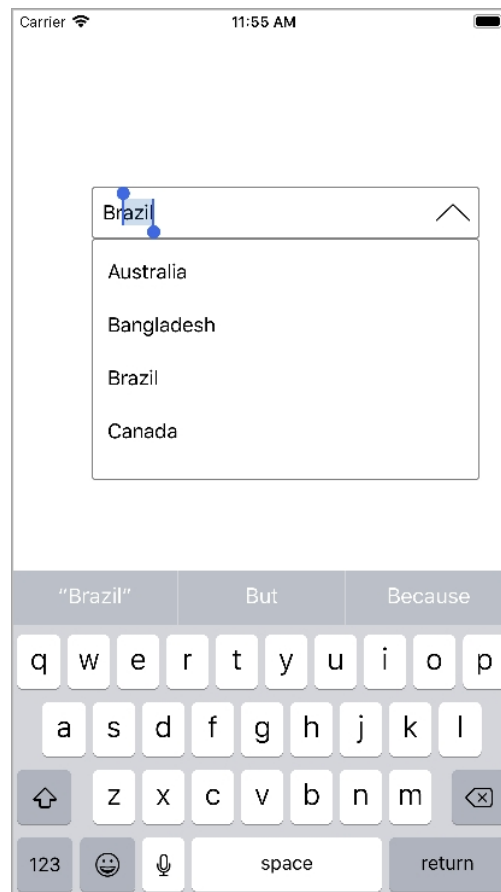 Carrier 11:55 AM
Brazil
Australia
Bangladesh
Brazil
Canada
"Brazil" But Because
q w e r t y u i o p
a s d f g h j k l
z x c v b n m
123 space return